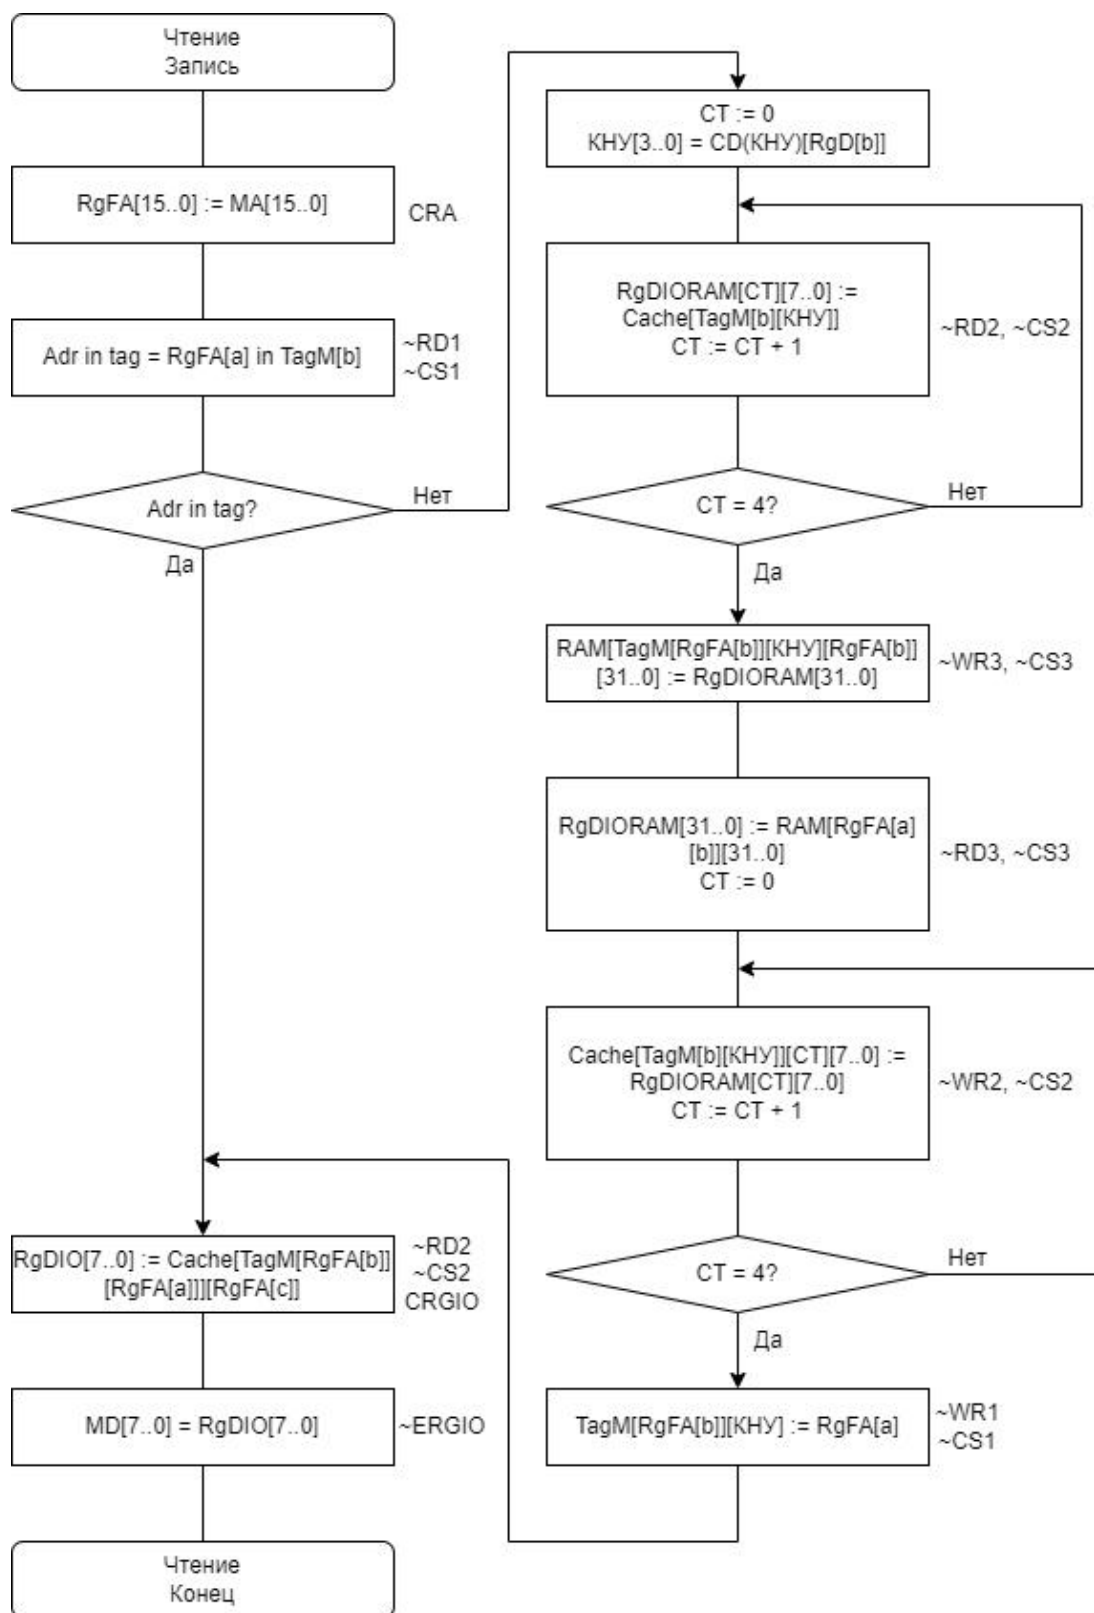 Чтение
Запись
RgFA[15..0] := MA[15..0]
CRA
Adr in tag = RgFA[a] in TagM[b]
~RD1
~CS1
Adr in tag?
Нет
Да
CT := 0
КНУ[3..0] = CD(КНУ)[RgD[b]]
RgDIORAM[CT][7..0] :=
Cache[TagM[b][КНУ]]
CT := CT + 1
~RD2, ~CS2
CT = 4?
Нет
Да
RAM[TagM[RgFA[b]][КНУ][RgFA[b]]
[31..0] := RgDIORAM[31..0]
~WR3, ~CS3
RgDIORAM[31..0] := RAM[RgFA[a]
[b]][31..0]
CT := 0
~RD3, ~CS3
Cache[TagM[b][КНУ]][CT][7..0] :=
RgDIORAM[CT][7..0]
CT := CT + 1
~WR2, ~CS2
CT = 4?
Нет
Да
TagM[RgFA[b]][КНУ] := RgFA[a]
~WR1
~CS1
RgDIO[7..0] := Cache[TagM[RgFA[b]]
[RgFA[a]]][RgFA[c]]
~RD2
~CS2
CRGIO
MD[7..0] = RgDIO[7..0]
~ERGIO
Чтение
Конец